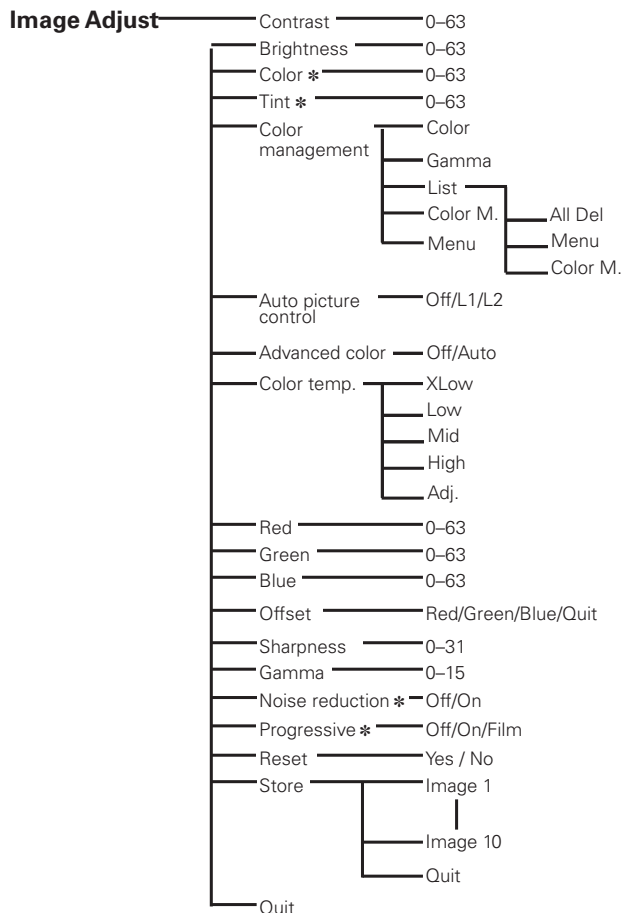 Image Adjust Contrast 0–63
Brightness 0–63
Color * 0–63
Tint * 0–63
Color management Color
Gamma
List
Color M.
Menu
All Del
Menu
Color M.
Auto picture control Off/L1/L2
Advanced color Off/Auto
Color temp. XLow
Low
Mid
High
Adj.
Red 0–63
Green 0–63
Blue 0–63
Offset Red/Green/Blue/Quit
Sharpness 0–31
Gamma 0–15
Noise reduction * Off/On
Progressive * Off/On/Film
Reset Yes / No
Store Image 1
Image 10
Quit
Quit